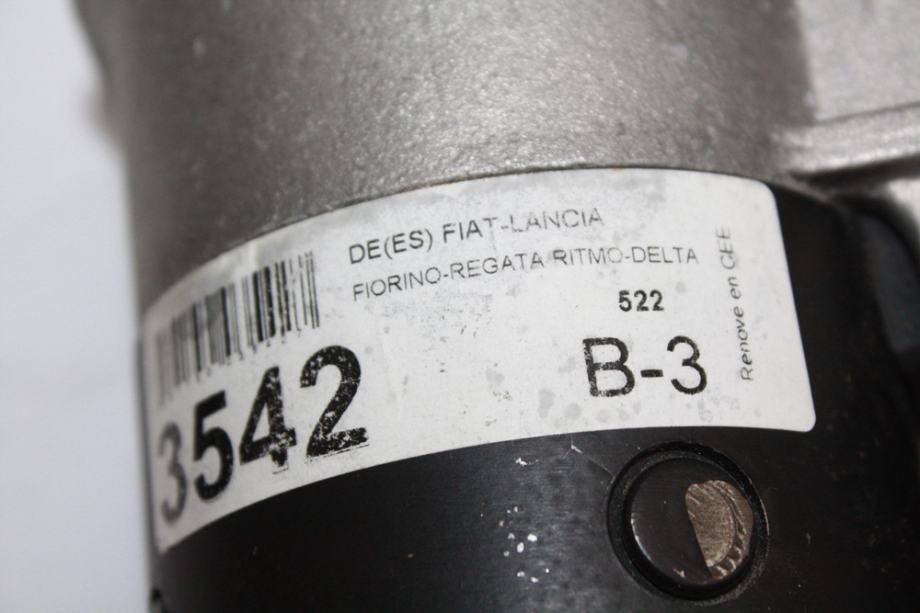 DE(ES) FIAT-LANCIA
FIORINO-REGATA RITMO-DELTA
522
3542
B-3
Renove en CEE